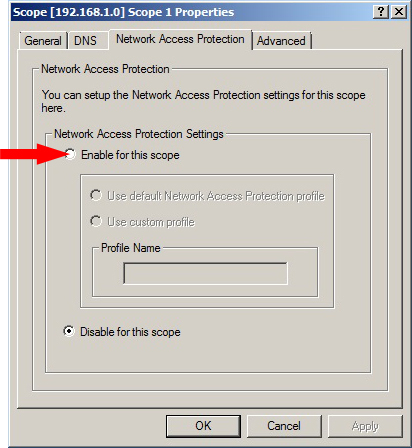 Scope [192.168.1.0] Scope 1 Properties
General DNS Network Access Protection Advanced
Network Access Protection
You can setup the Network Access Protection settings for this scope
here.
Network Access Protection Settings
Enable for this scope
Use default Network Access Protection profile
Use custom profile
Profile Name
Disable for this scope
OK Cancel Apply